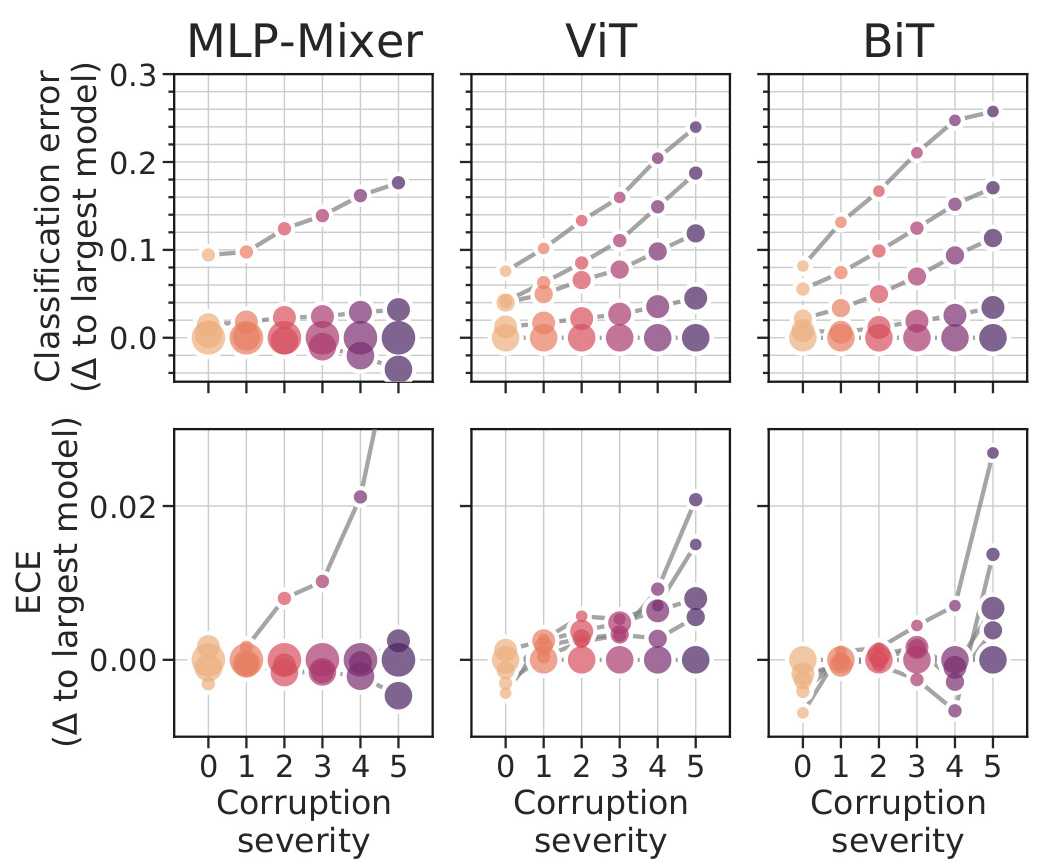 MLP-Mixer
ViT
BiT
Classification error
(Δ to largest model)
0.3
0.2
0.1
0.0
ECE
(Δ to largest model)
0.02
0.00
0 1 2 3 4 5
0 1 2 3 4 5
0 1 2 3 4 5
Corruption
severity
Corruption
severity
Corruption
severity